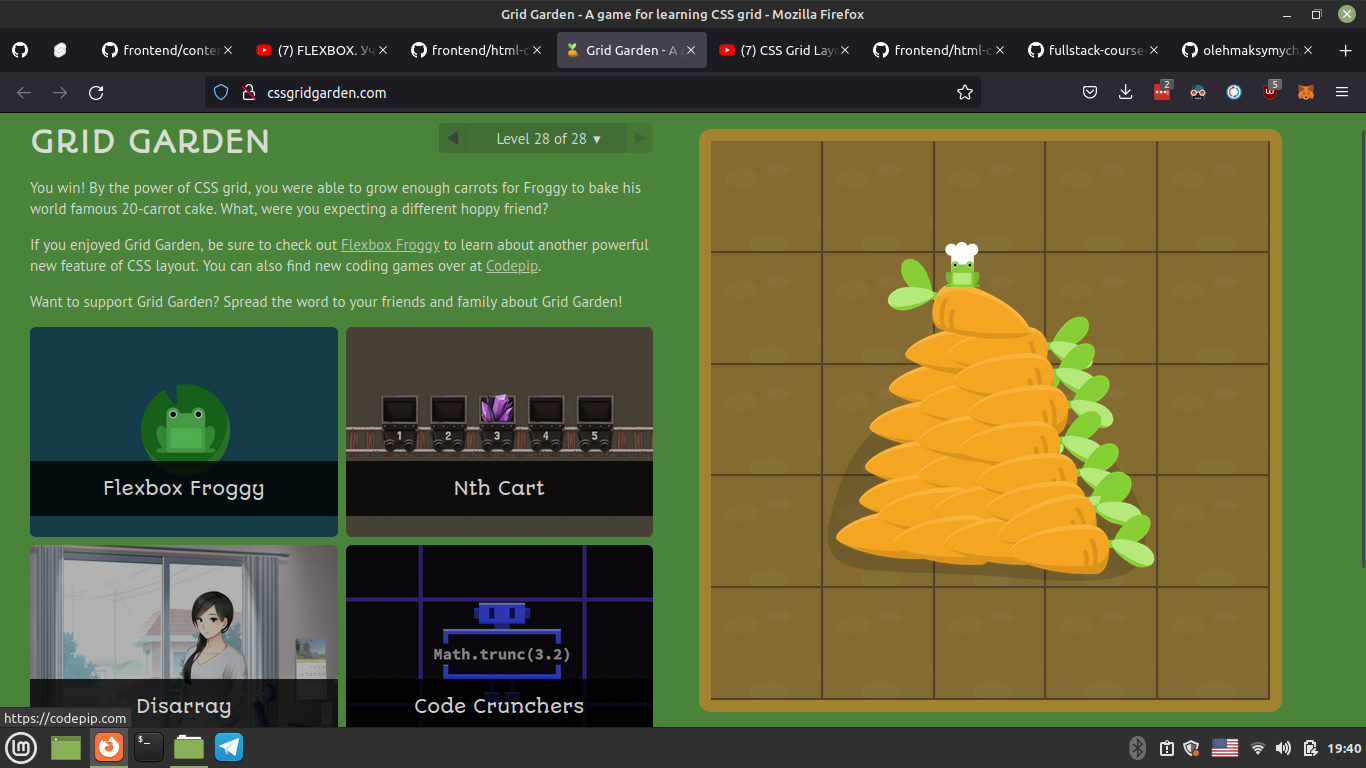 Grid Garden - A game for learning CSS grid - Mozilla Firefox
frontend/conter
(7) FLEXBOX. Уч
frontend/html-c
Grid Garden - A g
(7) CSS Grid Layo
frontend/html-c
fullstack-course-
olehmaksymych
cssgridgarden.com
2
5
GRID GARDEN
Level 28 of 28 ▼
You win! By the power of CSS grid, you were able to grow enough carrots for Froggy to bake his
world famous 20-carrot cake. What, were you expecting a different hoppy friend?
If you enjoyed Grid Garden, be sure to check out Flexbox Froggy to learn about another powerful
new feature of CSS layout. You can also find new coding games over at Codepip.
Want to support Grid Garden? Spread the word to your friends and family about Grid Garden!
1 2 3 4 5
Flexbox Froggy
Nth Cart
Math.trunc(3.2)
Disarray
Code Crunchers
https://codepip.com
$_
19:40